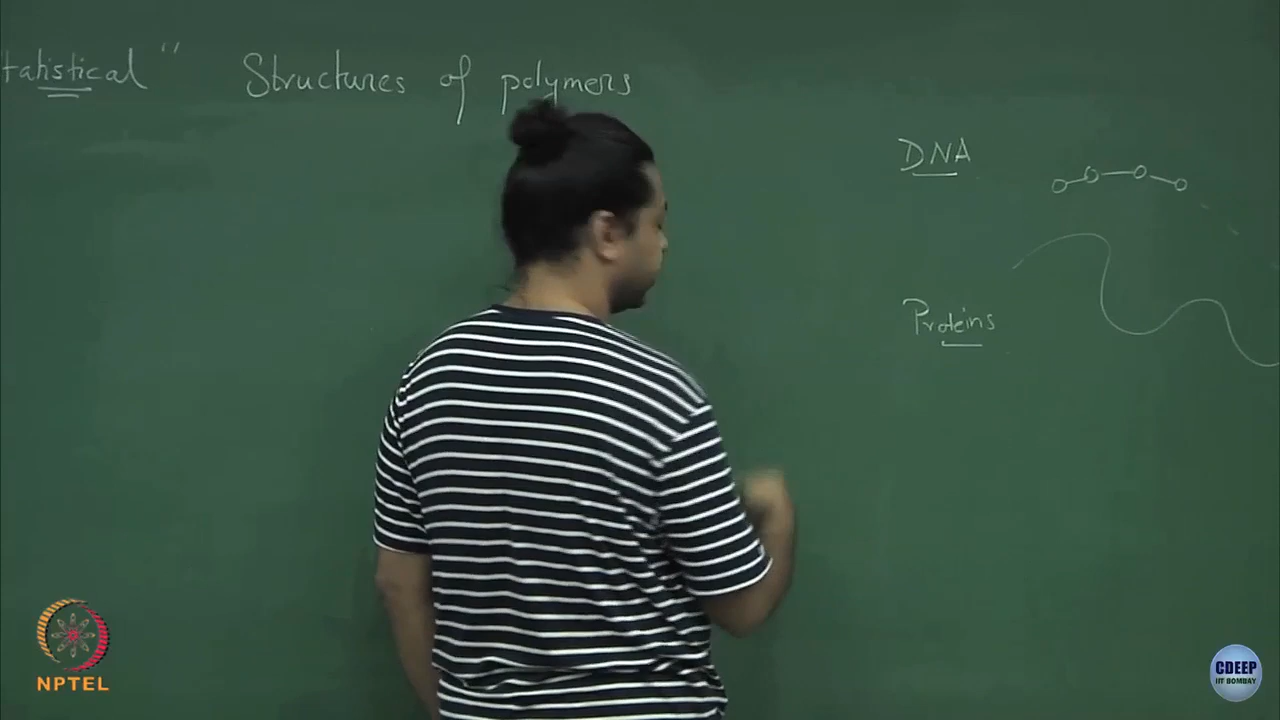 tatistical" Structures of polymers
DNA
Proteins
NPTEL
CDEEP
IIT BOMBAY